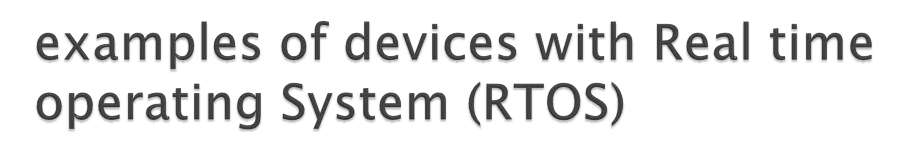 examples of devices with Real time
operating System (RTOS)